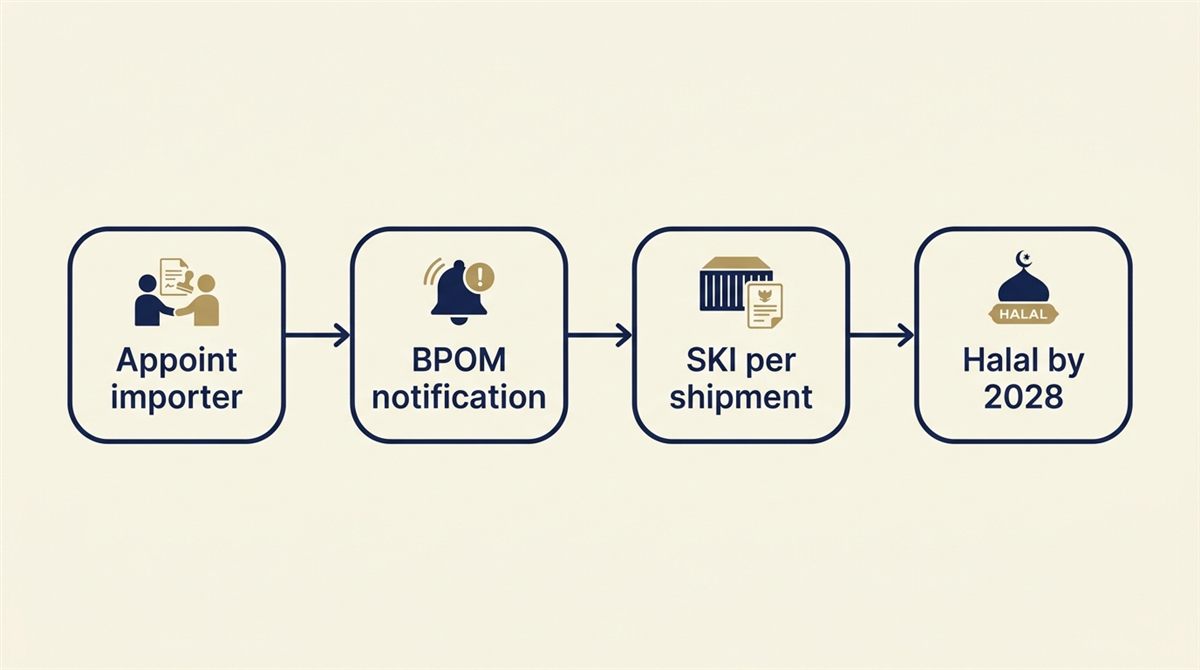 Appoint
importer
BPOM
notification
SKI per
shipment
HALAL
Halal by
2028